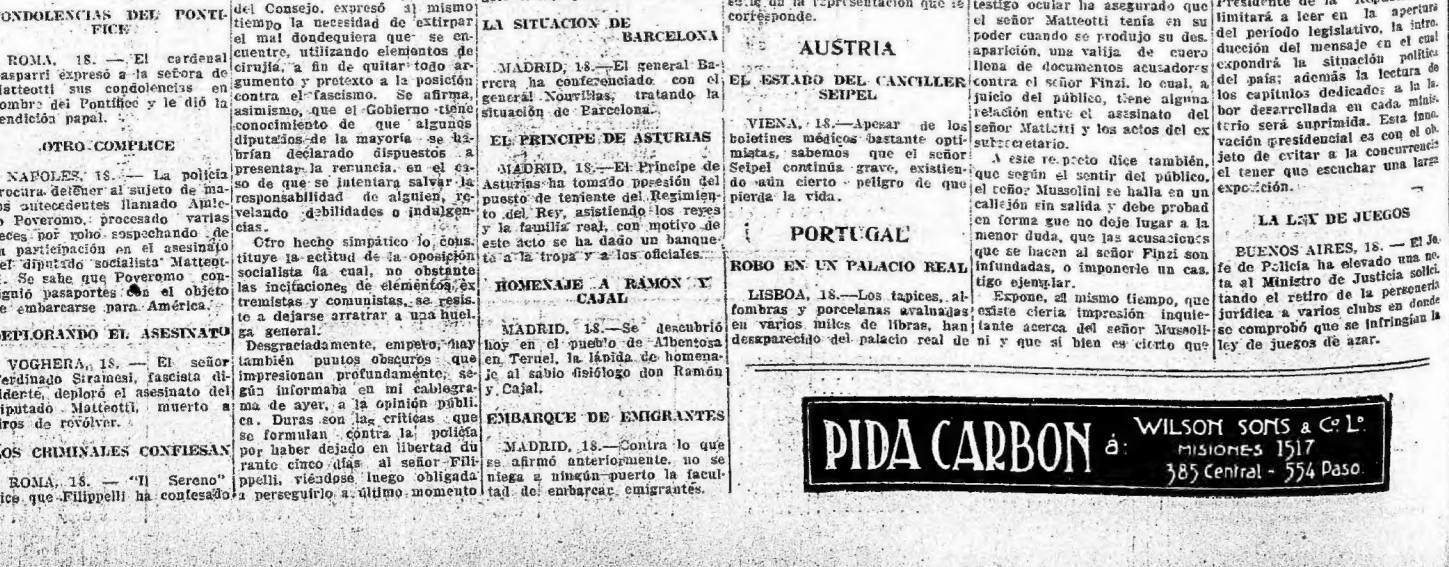 CONDOLENCIAS DEL PONTI-
FICE
ROMA, 18. — El cardenal
asparri expresó a la señora de
atteotti sus condolencias en
ombre del Pontífice y le dió la
endición papal.
OTRO COMPLICE
NAPOLES, 18. — La policía
rocura detener al sujeto de ma-
os antecedentes llamado Amle-
o Poveromo, procesado varias
eces por robo sospechando de
a participación en el asesinato
el diputado socialista Matteot-
. Se sabe que Poveromo con-
iguió pasaportes con el objeto
e embarcarse para América.
DEPLORANDO EL ASESINATO
VOGHERA, 18. — El señor
erdinado Stramesi, fascista di-
idente, deploró el asesinato del
iputado Matteotti, muerto a
iros de revólver.
LOS CRIMINALES CONFIESAN
ROMA, 18. — "Il Sereno"
ice que Filippelli ha confesado
del Consejo, expresó al mismo
tiempo la necesidad de extirpar
el mal dondequiera que se en-
cuentre, utilizando elementos de
cirujía, a fin de quitar todo ar-
gumento y pretexto a la posición
contra el fascismo. Se afirma,
asimismo, que el Gobierno tiene
conocimiento de que algunos
diputados de la mayoría se ha-
brían declarado dispuestos a
presentar la renuncia, en el ca-
so de que se intentara salvar la
responsabilidad de alguien, re-
velando debilidades o indulgen-
cias.
Otro hecho simpático lo cons.
tituye la actitud de la oposición
socialista la cual, no obstante
las incitaciones de elementos ex
tremistas y comunistas, se resis.
te a dejarse arratrar a una huel.
ga general.
Desgraciadamente, empero, hay
también puntos obscuros que
impresionan profundamente, se-
gún informaba en mi cablegra-
ma de ayer, a la opinión públi.
ca. Duras son las críticas que
se formulan contra la policía
por haber dejado en libertad du
rante cinco días al señor Fili-
ppelli, viéndose luego obligada
a perseguirlo a último momento
LA SITUACION DE
BARCELONA
MADRID, 18.—El general Ba-
rrera ha conferenciado con el
general Nouvillas, tratando la
situación de Barcelona.
EL PRINCIPE DE ASTURIAS
MADRID, 18.—El Príncipe de
Asturias ha tomado posesión del
puesto de teniente del Regimien-
to del Rey, asistiendo los reyes
y la familia real, con motivo de
este acto se ha dado un banque-
te a la tropa y a los oficiales.
HOMENAJE A RAMON Y
CAJAL
MADRID, 18.—Se descubrió
hoy en el pueblo de Albentosa
en Teruel, la lápida de homena-
je al sabio fisiólogo don Ramón
y Cajal.
EMBARQUE DE EMIGRANTES
MADRID, 18.—Contra lo que
se afirmó anteriormente, no se
niega a ningún puerto la facul-
tad de embarcar emigrantes.
la representación que le
corresponde.
AUSTRIA
EL ESTADO DEL CANCILLER
SEIPEL
VIENA, 18.—Apesar de los
boletines médicos bastante opti-
mistas, sabemos que el señor
Seipel continúa grave, existien-
do aún cierto peligro de que
pierda la vida.
PORTUGAL
ROBO EN UN PALACIO REAL
LISBOA, 18.—Los tapices, al-
fombras y porcelanas avaluadas
en varios miles de libras, han
desaparecido del palacio real de
testigo ocular ha asegurado que
el señor Matteotti tenía en su
poder cuando se produjo su des.
aparición, una valija de cuero
llena de documentos acusadores
contra el señor Finzi, lo cual, a
juicio del público, tiene alguna
relación entre el asesinato del
señor Matteoti y los actos del ex
subsecretario.
A este respecto dice también,
que según el sentir del público,
el señor Mussolini se halla en un
callejón sin salida y debe probad
en forma gue no deje lugar a la
menor duda, que las acusaciones
que se hacen al señor Finzi son
infundadas, o imponerle un cas.
tigo ejemplar.
Expone, al mismo tiempo, que
existe cieria impresión inquie-
tante acerca del señor Mussoli-
ni y que si bien es cierto que
Presidente de la República
limitará a leer en la apertura
del período legislativo, la intro.
ducción del mensaje en el cual
expondrá la situación política
del país; además la lectura de
los capítulos dedicados a la la.
bor desarrollada en cada minis.
terio será suprimida. Esta inno.
vación presidencial es con el ob.
jeto de evitar a la concurrencia
el tener que escuchar una larga
exposición.
LA LEY DE JUEGOS
BUENOS AIRES, 18. — El Je.
fe de Policía ha elevado una no.
ta al Ministro de Justicia solici.
tando el retiro de la personería
jurídica a varios clubs en donde
se comprobó que se infringían la
ley de juegos de azar.
PIDA CARBON á:
WILSON SONS & Cº Lº.
MISIONES 1517
385 Central - 554 Paso.